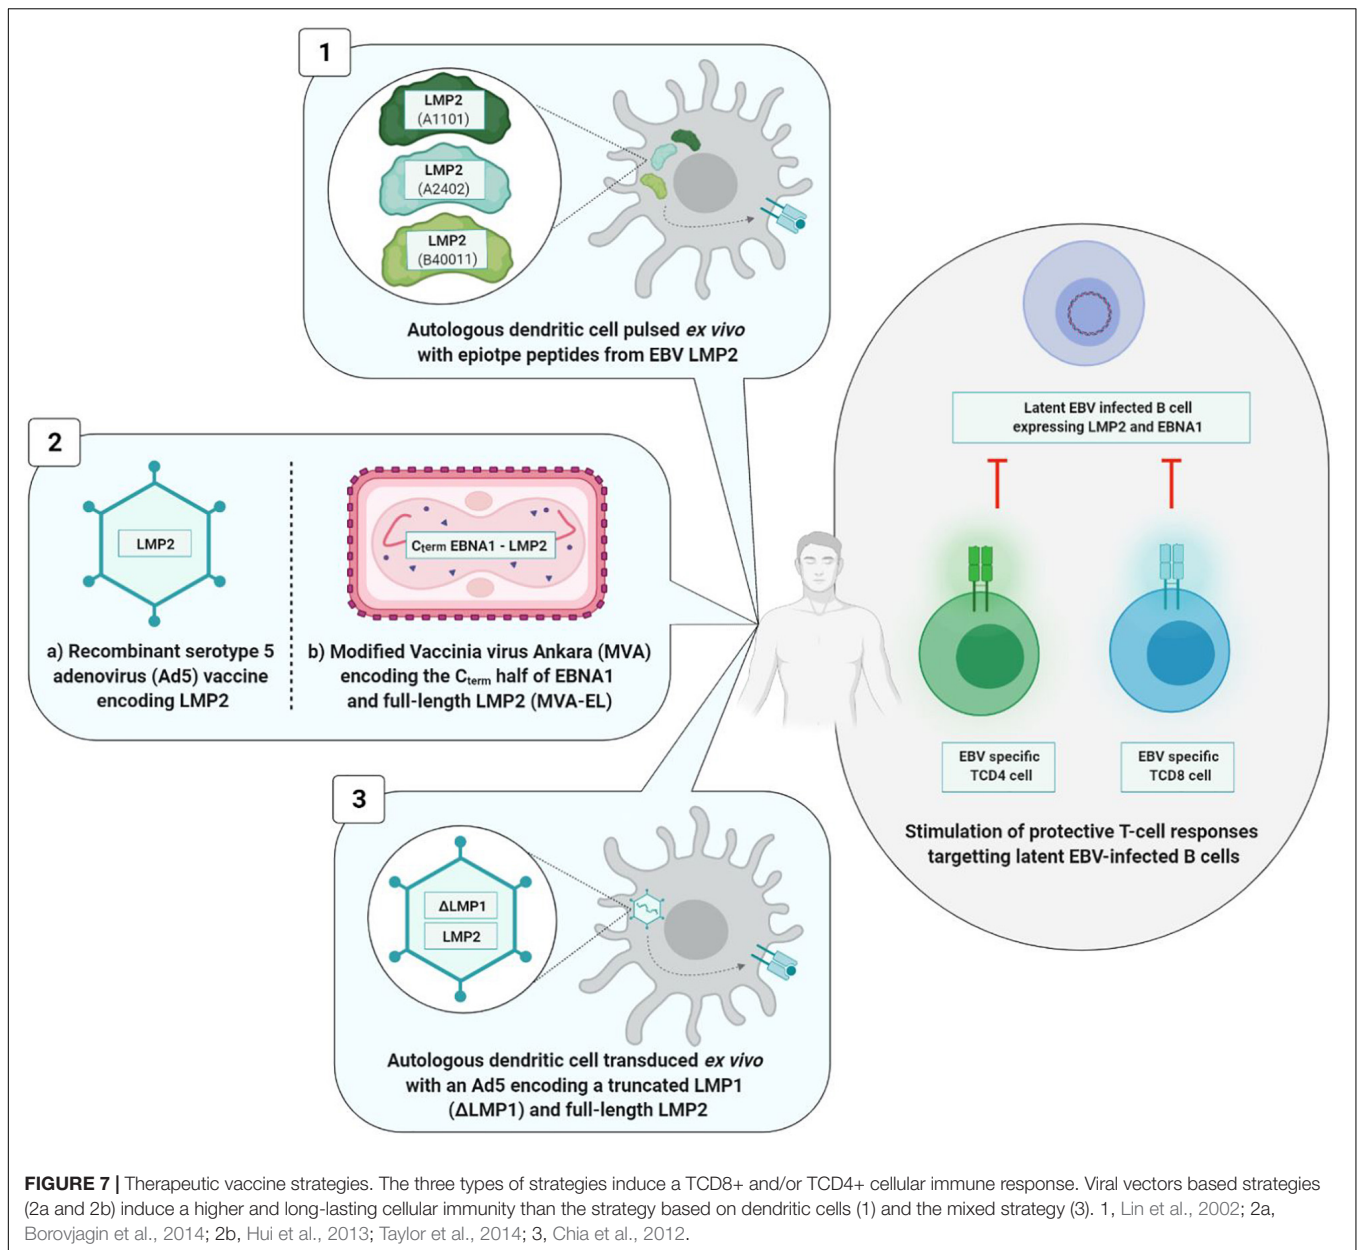 1
LMP2
(A1101)
LMP2
(A2402)
LMP2
(B40011)
Autologous dendritic cell pulsed ex vivo
with epiotpe peptides from EBV LMP2
2
LMP2
a) Recombinant serotype 5
adenovirus (Ad5) vaccine
encoding LMP2
Cterm EBNA1 - LMP2
b) Modified Vaccinia virus Ankara (MVA)
encoding the Cterm half of EBNA1
and full-length LMP2 (MVA-EL)
3
ΔLMP1
LMP2
Autologous dendritic cell transduced ex vivo
with an Ad5 encoding a truncated LMP1
(ΔLMP1) and full-length LMP2
Latent EBV infected B cell
expressing LMP2 and EBNA1
EBV specific
TCD4 cell
EBV specific
TCD8 cell
Stimulation of protective T-cell responses
targetting latent EBV-infected B cells
FIGURE 7 | Therapeutic vaccine strategies. The three types of strategies induce a TCD8+ and/or TCD4+ cellular immune response. Viral vectors based strategies
(2a and 2b) induce a higher and long-lasting cellular immunity than the strategy based on dendritic cells (1) and the mixed strategy (3). 1, Lin et al., 2002; 2a,
Borovjagin et al., 2014; 2b, Hui et al., 2013; Taylor et al., 2014; 3, Chia et al., 2012.